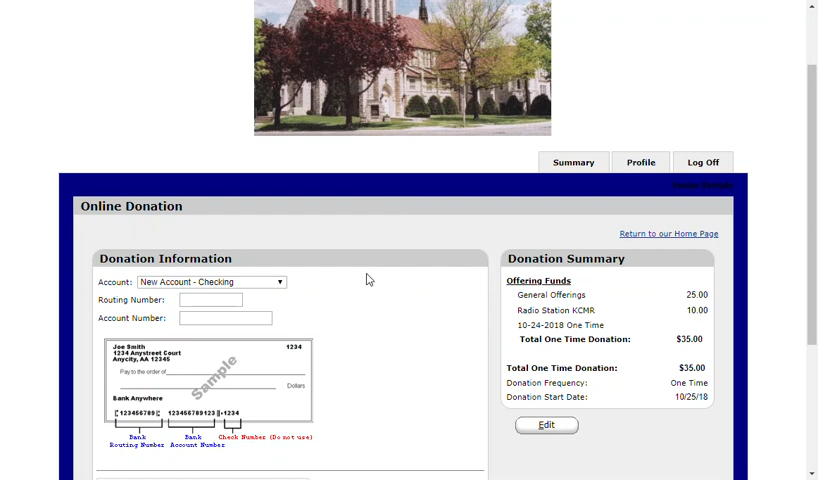 Summary
Profile
Log Off
Online Donation
Return to our Home Page
Donation Information
Account: New Account - Checking
Routing Number:
Account Number:
Joe Smith
1234 Anystreet Court
Anycity, AA 12345
1234
Pay to the order of
Dollars
Sample
Bank Anywhere
123456789 123456789123 1234
Bank Routing Number
Bank Account Number
Check Number (Do not use)
Donation Summary
Offering Funds
General Offerings 25.00
Radio Station KCMR 10.00
10-24-2018 One Time
Total One Time Donation: $35.00
Total One Time Donation: $35.00
Donation Frequency: One Time
Donation Start Date: 10/25/18
Edit